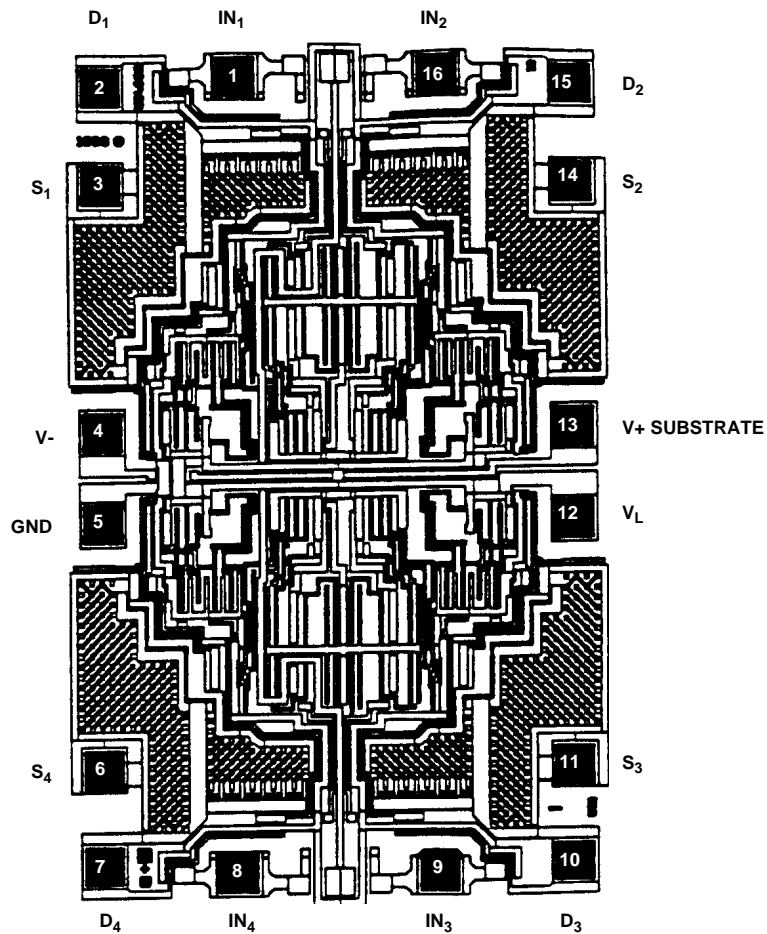 D1 IN1 IN2
2 1 16 15 D2
S1 3 14 S2
V- 4 13 V+ SUBSTRATE
GND 5 12 VL
S4 6 11 S3
7 8 9 10
D4 IN4 IN3 D3